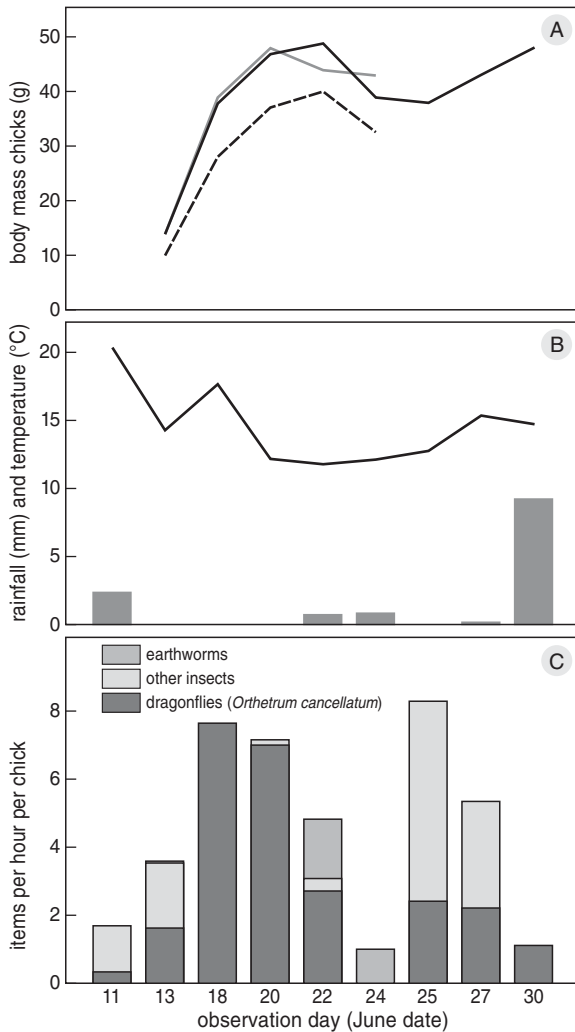 A
50
40
30
20
10
0
body mass chicks (g)
B
20
15
10
5
0
rainfall (mm) and temperature (°C)
C
earthworms
other insects
dragonflies (Orthetrum cancellatum)
8
6
4
2
0
items per hour per chick
11 13 18 20 22 24 25 27 30
observation day (June date)